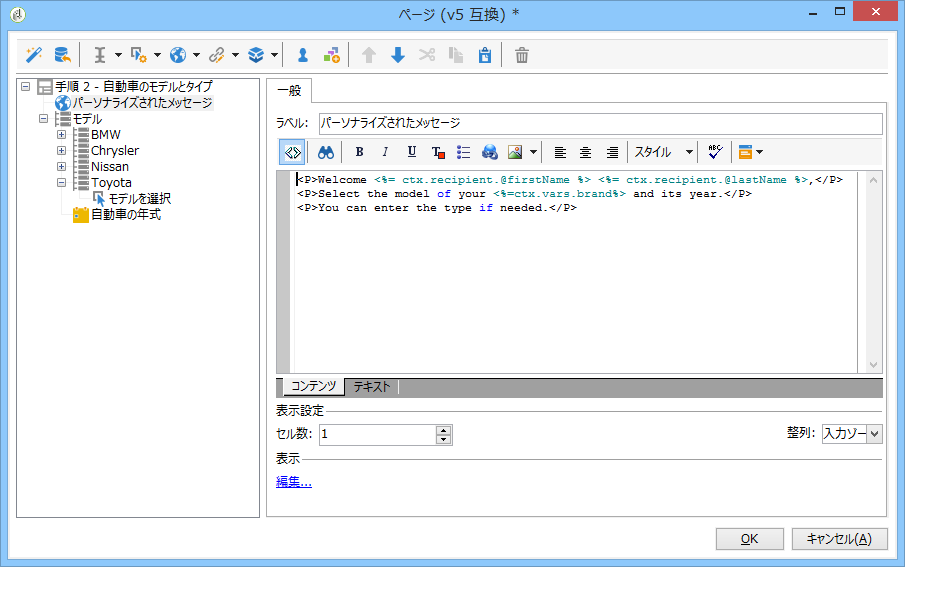 ページ (v5 互換) *
手順 2 - 自動車のモデルとタイプ
パーソナライズされたメッセージ
モデル
BMW
Chrysler
Nissan
Toyota
モデルを選択
自動車の年式
一般
ラベル: パーソナライズされたメッセージ
B I U T スタイル ABC
<P>Welcome <%= ctx.recipient.@firstName %> <%= ctx.recipient.@lastName %>,</P>
<P>Select the model of your <%=ctx.vars.brand%> and its year.</P>
<P>You can enter the type if needed.</P>
コンテンツ テキスト
表示設定
セル数: 1 整列: 入力ゾー
表示
編集...
OK キャンセル(A)